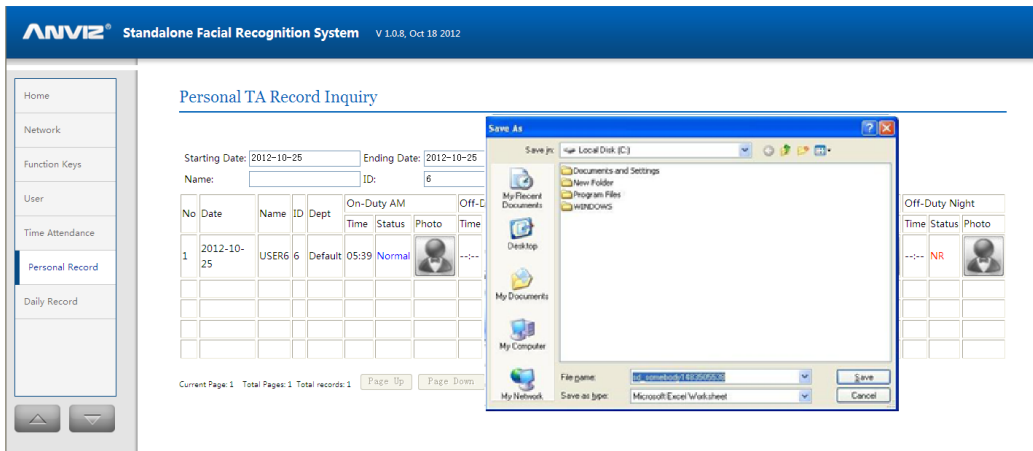 ANVIZ® Standalone Facial Recognition System V 1.0.8, Oct 18 2012
Home
Network
Function Keys
User
Time Attendance
Personal Record
Daily Record
Personal TA Record Inquiry
Starting Date: 2012-10-25 Ending Date: 2012-10-25
Name: ID: 6
No Date Name ID Dept On-Duty AM Off-D Off-Duty Night
Time Status Photo Time Time Status Photo
1 2012-10-25 USER6 6 Default 05:39 Normal --:-- --:-- NR
Current Page: 1 Total Pages: 1 Total records: 1 Page Up Page Down
Save As
Save in: Local Disk (C:)
My Recent Documents
Desktop
My Documents
My Computer
My Network
Documents and Settings
New Folder
Program Files
WINDOWS
File name:
Save
Save as type: Microsoft Excel Worksheet
Cancel